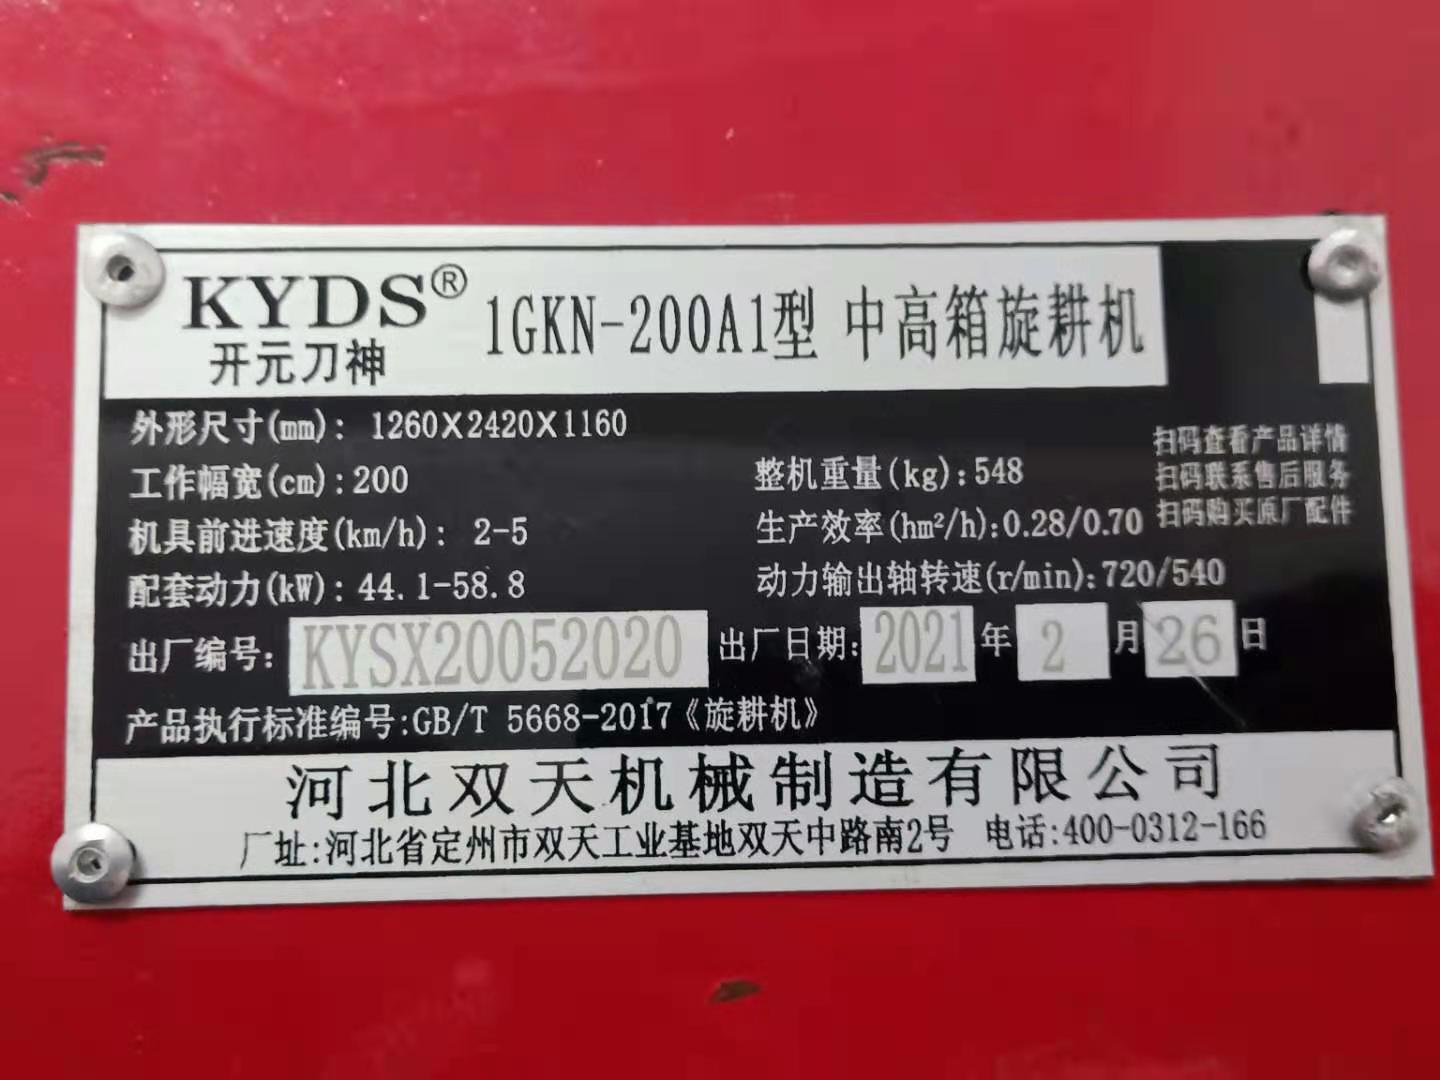 KYDS® 1GKN-200A1型 中高箱旋耕机
开元刀神
外形尺寸(mm): 1260X2420X1160
工作幅宽(cm):200 整机重量(kg):548
机具前进速度(km/h): 2-5 生产效率(hm²/h):0.28/0.70
配套动力(kW): 44.1-58.8 动力输出轴转速(r/min):720/540
扫码查看产品详情
扫码联系售后服务
扫码购买原厂配件
出厂编号: KYSX20052020 出厂日期: 2021 年 2 月 26 日
产品执行标准编号:GB/T 5668-2017《旋耕机》
河北双天机械制造有限公司
厂址:河北省定州市双天工业基地双天中路南2号 电话:400-0312-166